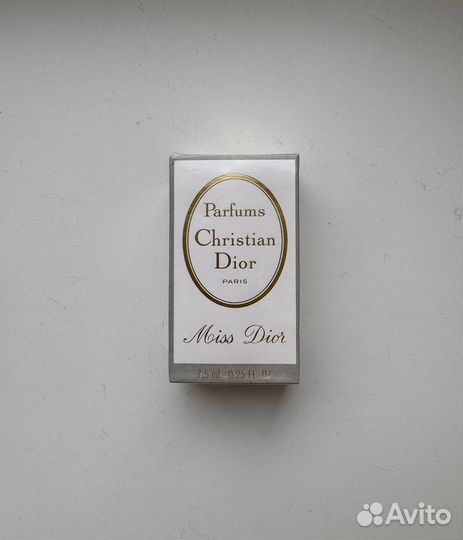 Parfums
Christian
Dior
PARIS
Miss Dior
7,5 ml - 0.25 Fl. Oz
Avito